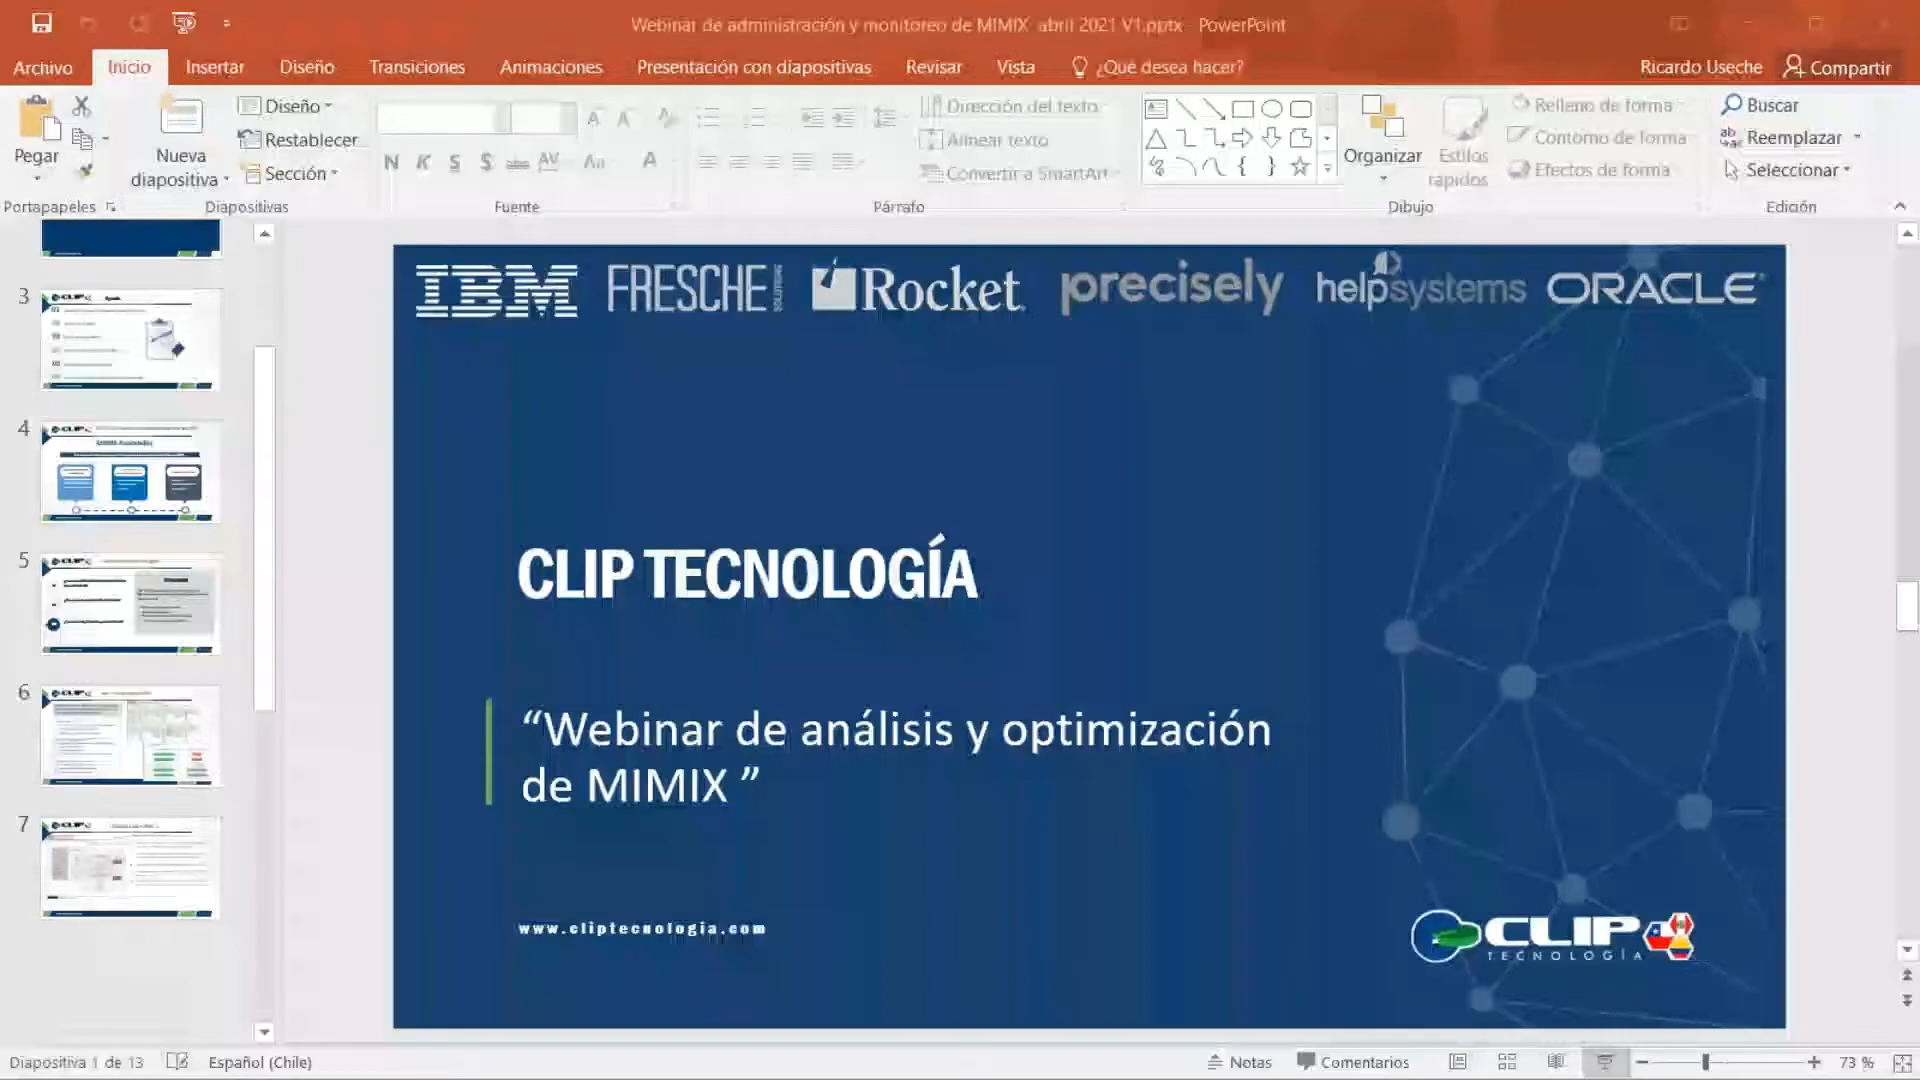 Webinar de administración y monitoreo de MIMIX abril 2021 V1.pptx - PowerPoint
Archivo Inicio Insertar Diseño Transiciones Animaciones Presentación con diapositivas Revisar Vista ¿Qué desea hacer? Ricardo Useche Compartir
Pegar
Portapapeles
Nueva diapositiva
Diseño
Restablecer
Sección
Diapositivas
N K S S abc AV Aa A
Fuente
Dirección del texto
Alinear texto
Convertir a SmartArt
Párrafo
Organizar
Estilos rápidos
Relleno de forma
Contorno de forma
Efectos de forma
Dibujo
Buscar
Reemplazar
Seleccionar
Edición
3
4
5
6
7
IBM FRESCHE SOLUTIONS Rocket. precisely helpsystems ORACLE
CLIP TECNOLOGÍA
“Webinar de análisis y optimización
de MIMIX ”
www.cliptecnologia.com
CLIP
TECNOLOGÍA
Diapositiva 1 de 13 Español (Chile) Notas Comentarios 73 %